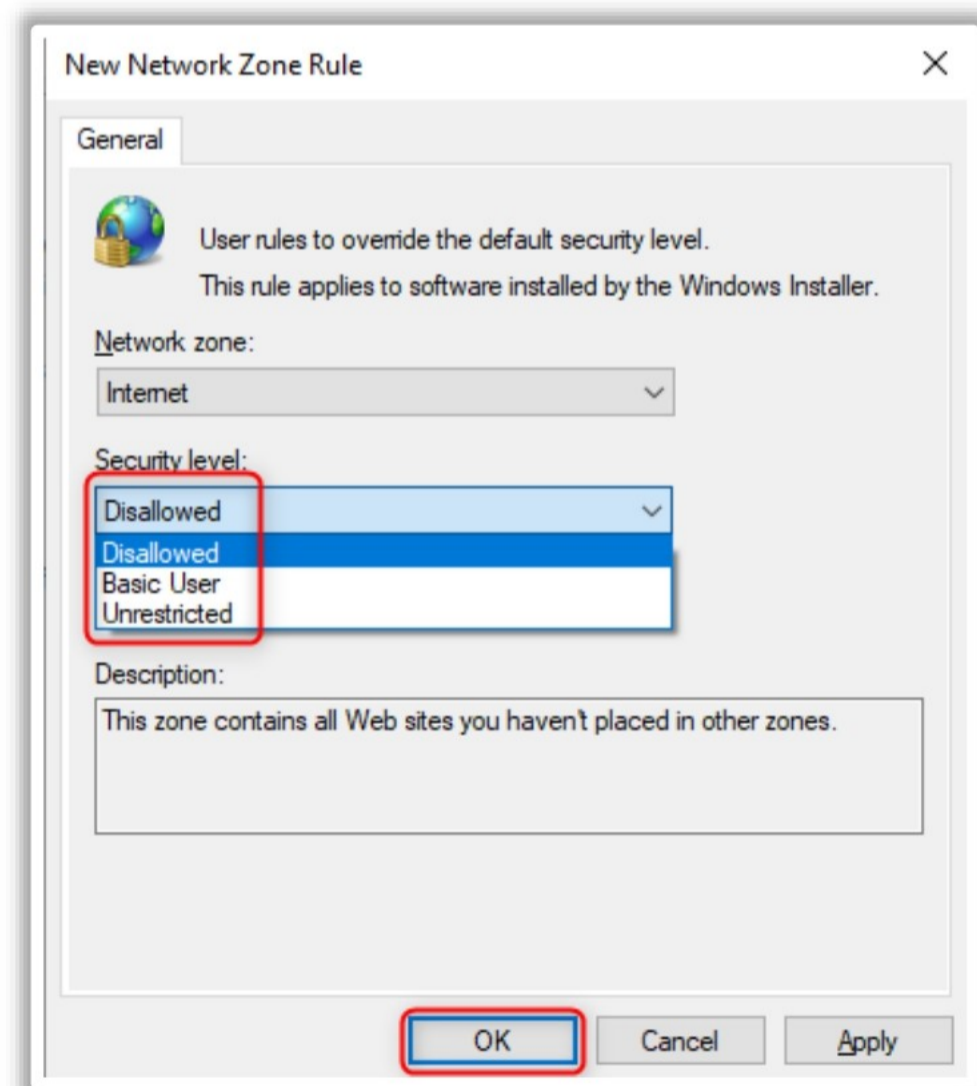 New Network Zone Rule
General
User rules to override the default security level.
This rule applies to software installed by the Windows Installer.
Network zone:
Internet
Security level:
Disallowed
Disallowed
Basic User
Unrestricted
Description:
This zone contains all Web sites you haven't placed in other zones.
OK
Cancel
Apply